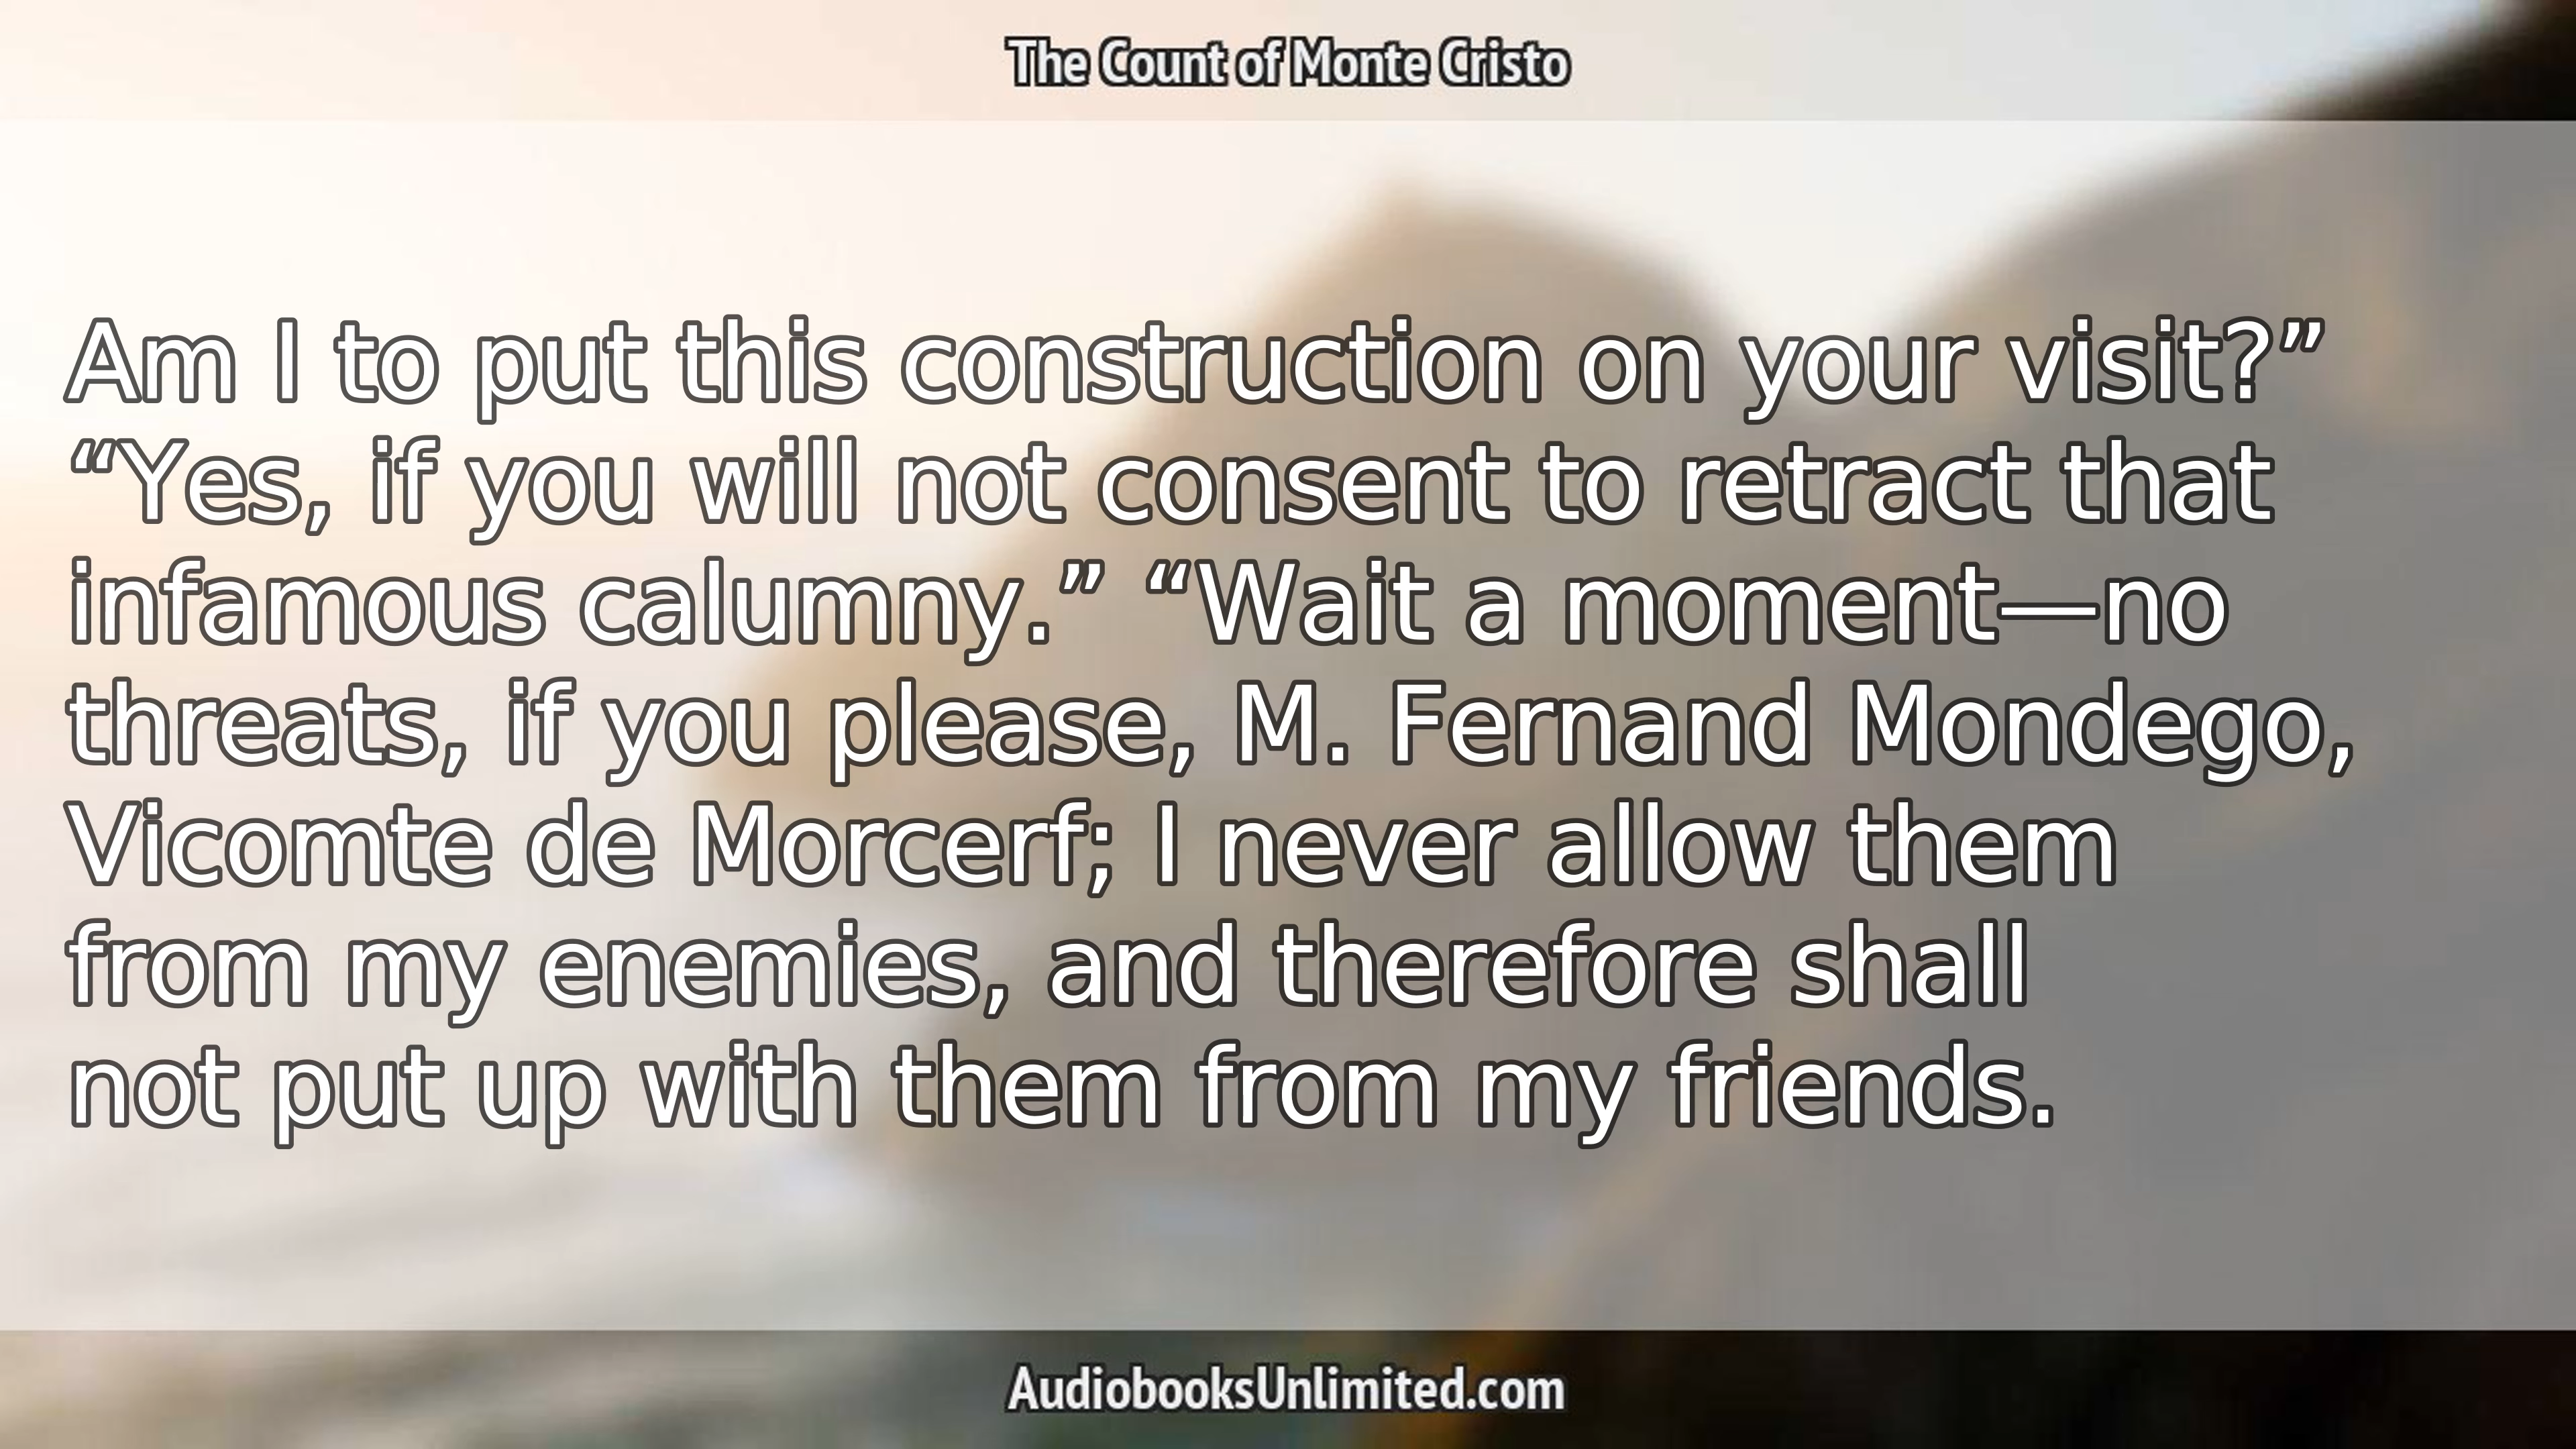 The Count of Monte Cristo
Am I to put this construction on your visit?”
“Yes, if you will not consent to retract that
infamous calumny.” “Wait a moment—no
threats, if you please, M. Fernand Mondego,
Vicomte de Morcerf; I never allow them
from my enemies, and therefore shall
not put up with them from my friends.
AudiobooksUnlimited.com